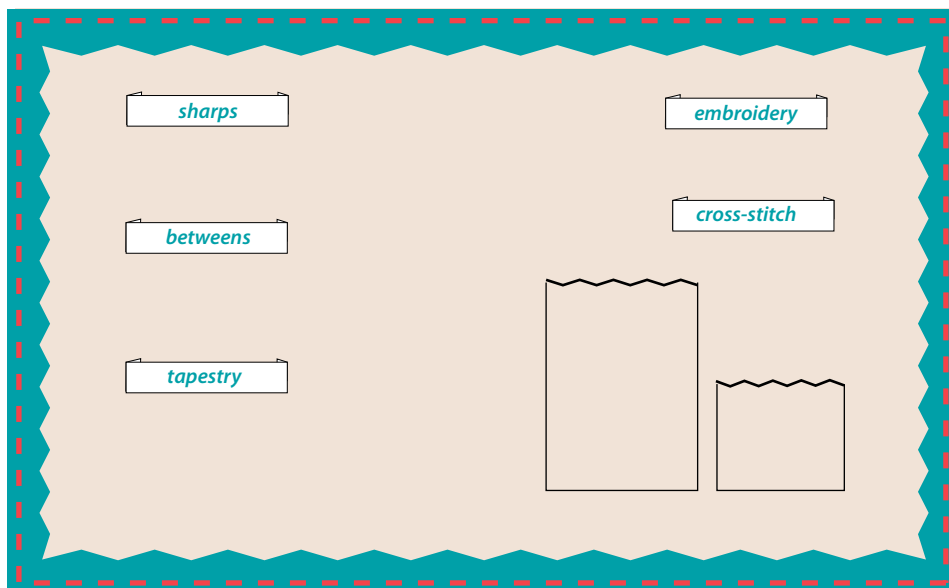 sharps
embroidery
cross-stitch
betweens
tapestry